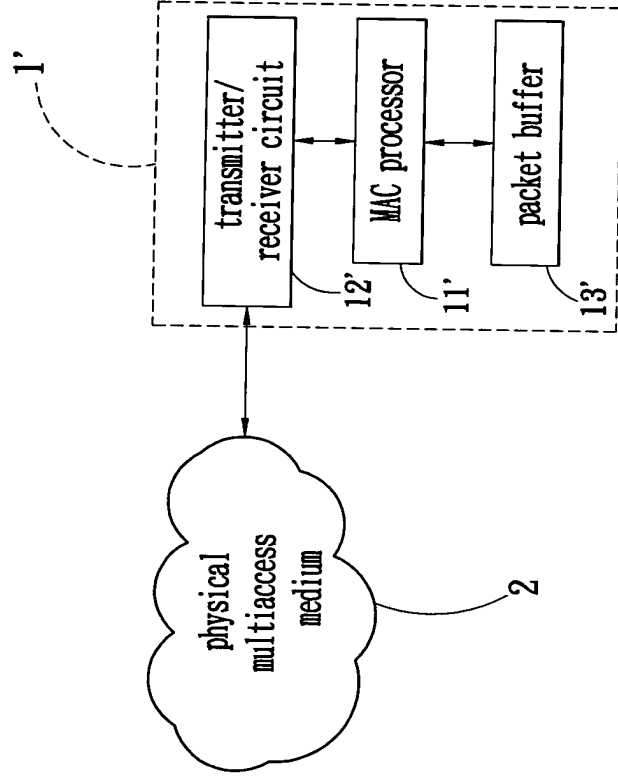 1'
transmitter/
receiver circuit
12'
MAC processor
11'
packet buffer
13'
physical
multiaccess
medium
2